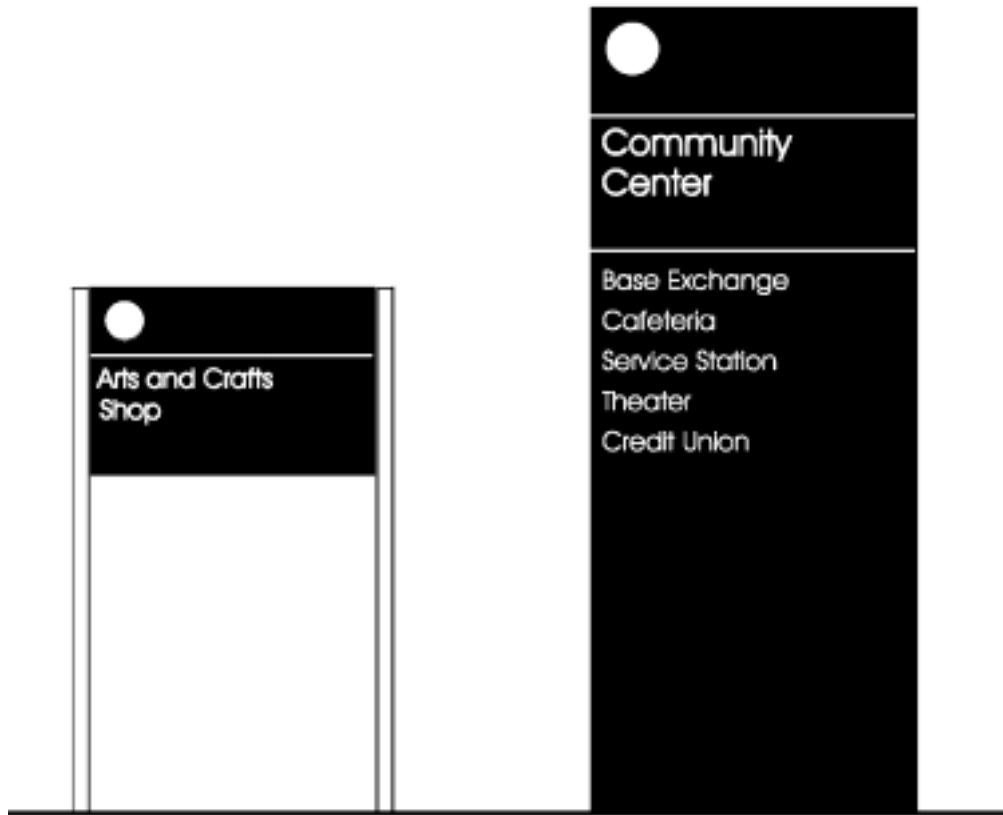 Arts and Crafts
Shop
Community
Center
Base Exchange
Cafeteria
Service Station
Theater
Credit Union